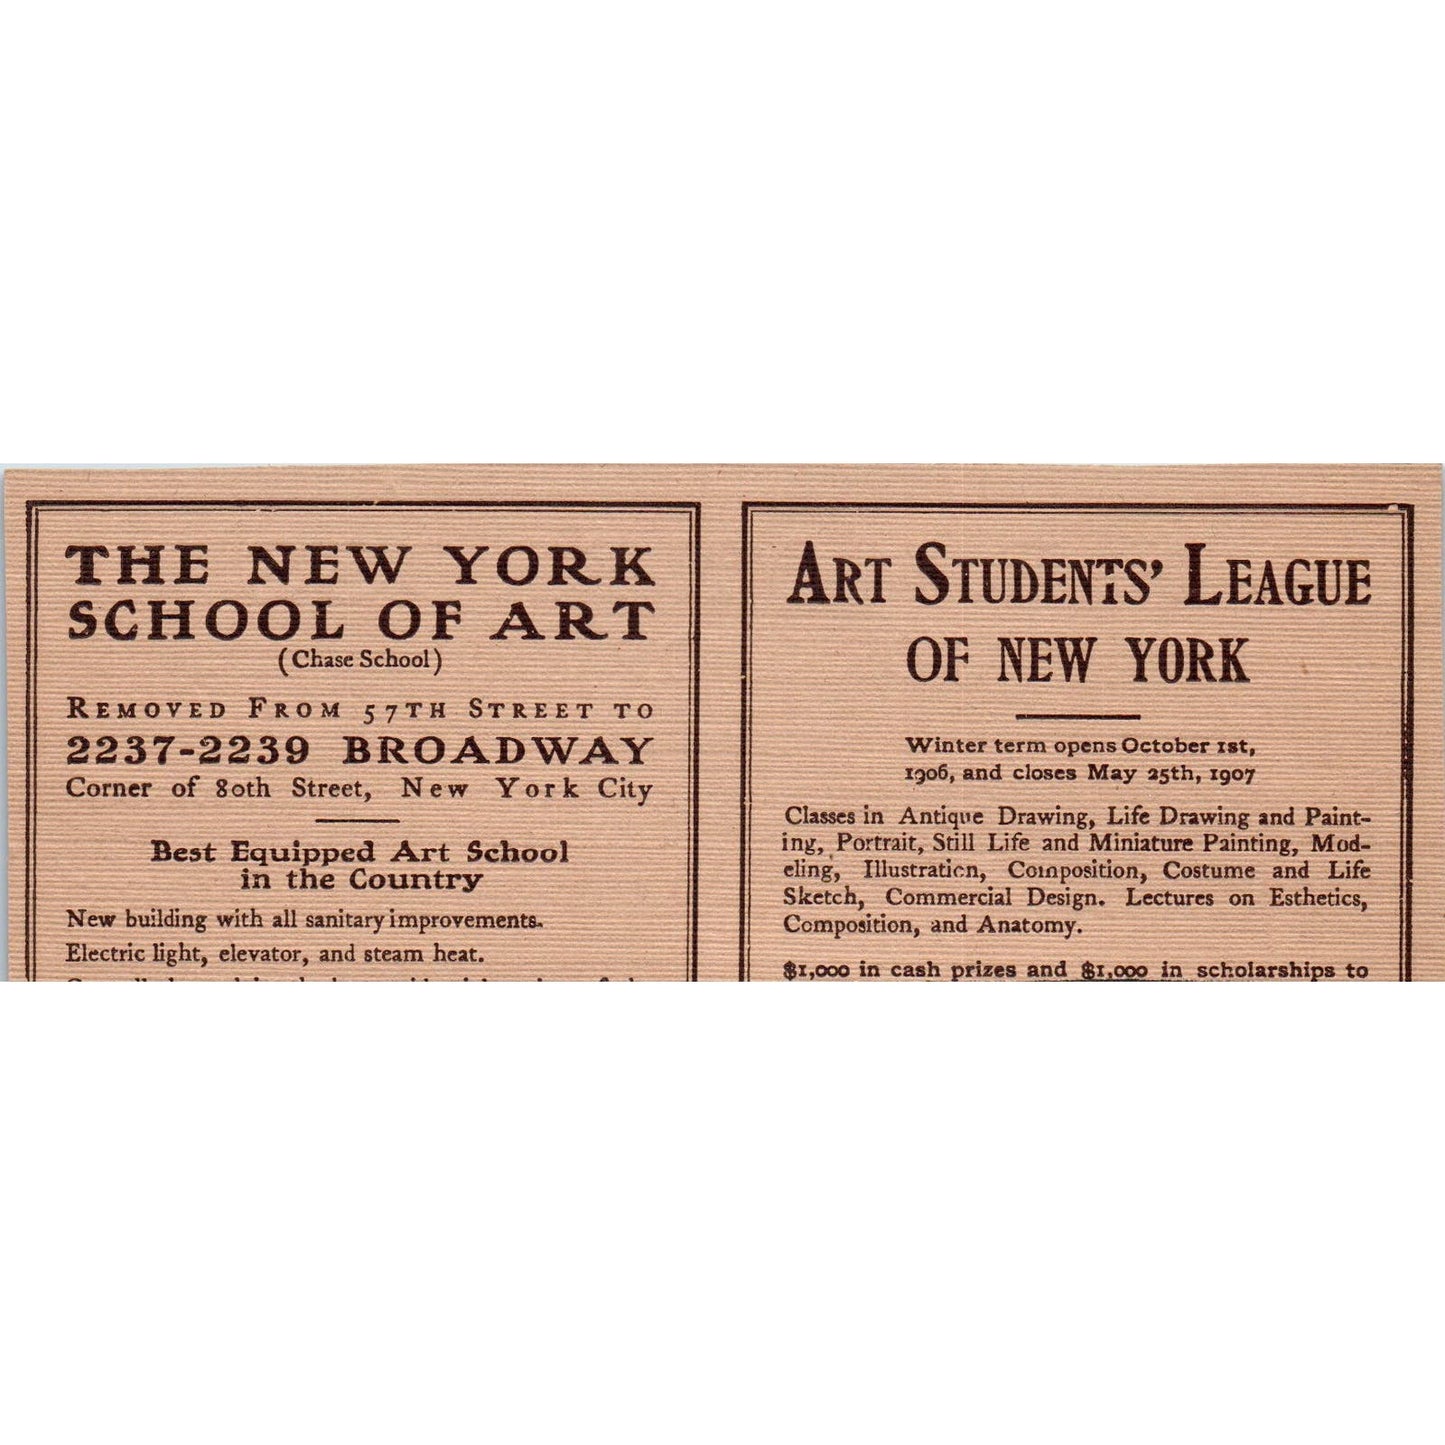 THE NEW YORK
SCHOOL OF ART
(Chase School)
REMOVED FROM 57TH STREET TO
2237-2239 BROADWAY
Corner of 80th Street, New York City
Best Equipped Art School
in the Country
New building with all sanitary improvements.
Electric light, elevator, and steam heat.
ART STUDENTS' LEAGUE
OF NEW YORK
Winter term opens October 1st,
1906, and closes May 25th, 1907
Classes in Antique Drawing, Life Drawing and Paint-
ing, Portrait, Still Life and Miniature Painting, Mod-
eling, Illustration, Composition, Costume and Life
Sketch, Commercial Design. Lectures on Esthetics,
Composition, and Anatomy.
$1,000 in cash prizes and $1,000 in scholarships to